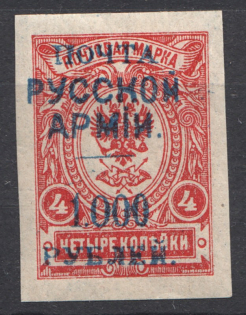 ПОЧТА
ПОЧТОВАЯ МАРКА
РУССКОЙ
АРМІИ.
4 4
1.000
ЧЕТЫРЕ КОПѢЙКИ
РУБЛЕЙ.